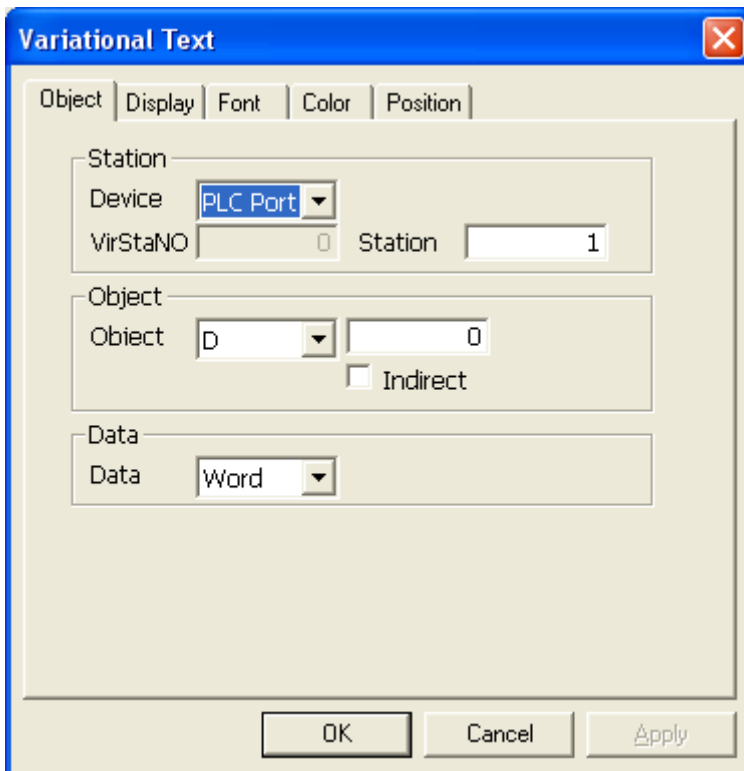 Variational Text
Object Display Font Color Position
Station
Device PLC Port
VirStaNO 0 Station 1
Object
Object D 0
Indirect
Data
Data Word
OK Cancel Apply